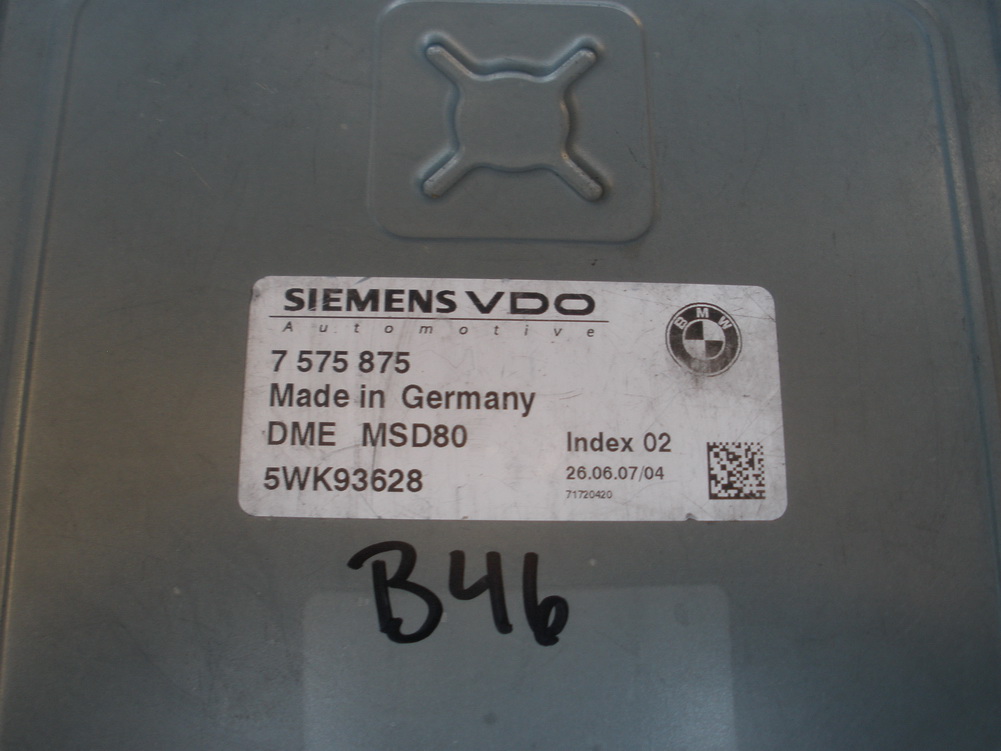 SIEMENS VDO
Automotive
BMW
7 575 875
Made in Germany
DME MSD80
Index 02
5WK93628
26.06.07/04
71720420
B46